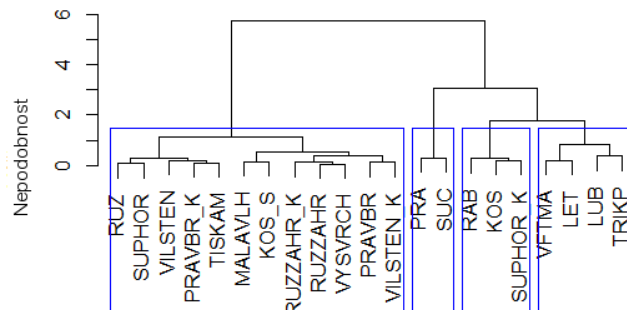 6
4
2
0
Nepodobnost
RUZ
SUPHOR
VILSTEN
PRAVBR_K
TISKAM
MALAVLH
KOS_S
RUZZAHR_K
RUZZAHR
VYSVRCH
PRAVBR
VILSTEN_K
PRA
SUC
RAB
KOS
SUPHOR_K
VFTMA
LET
LUB
TRIKP